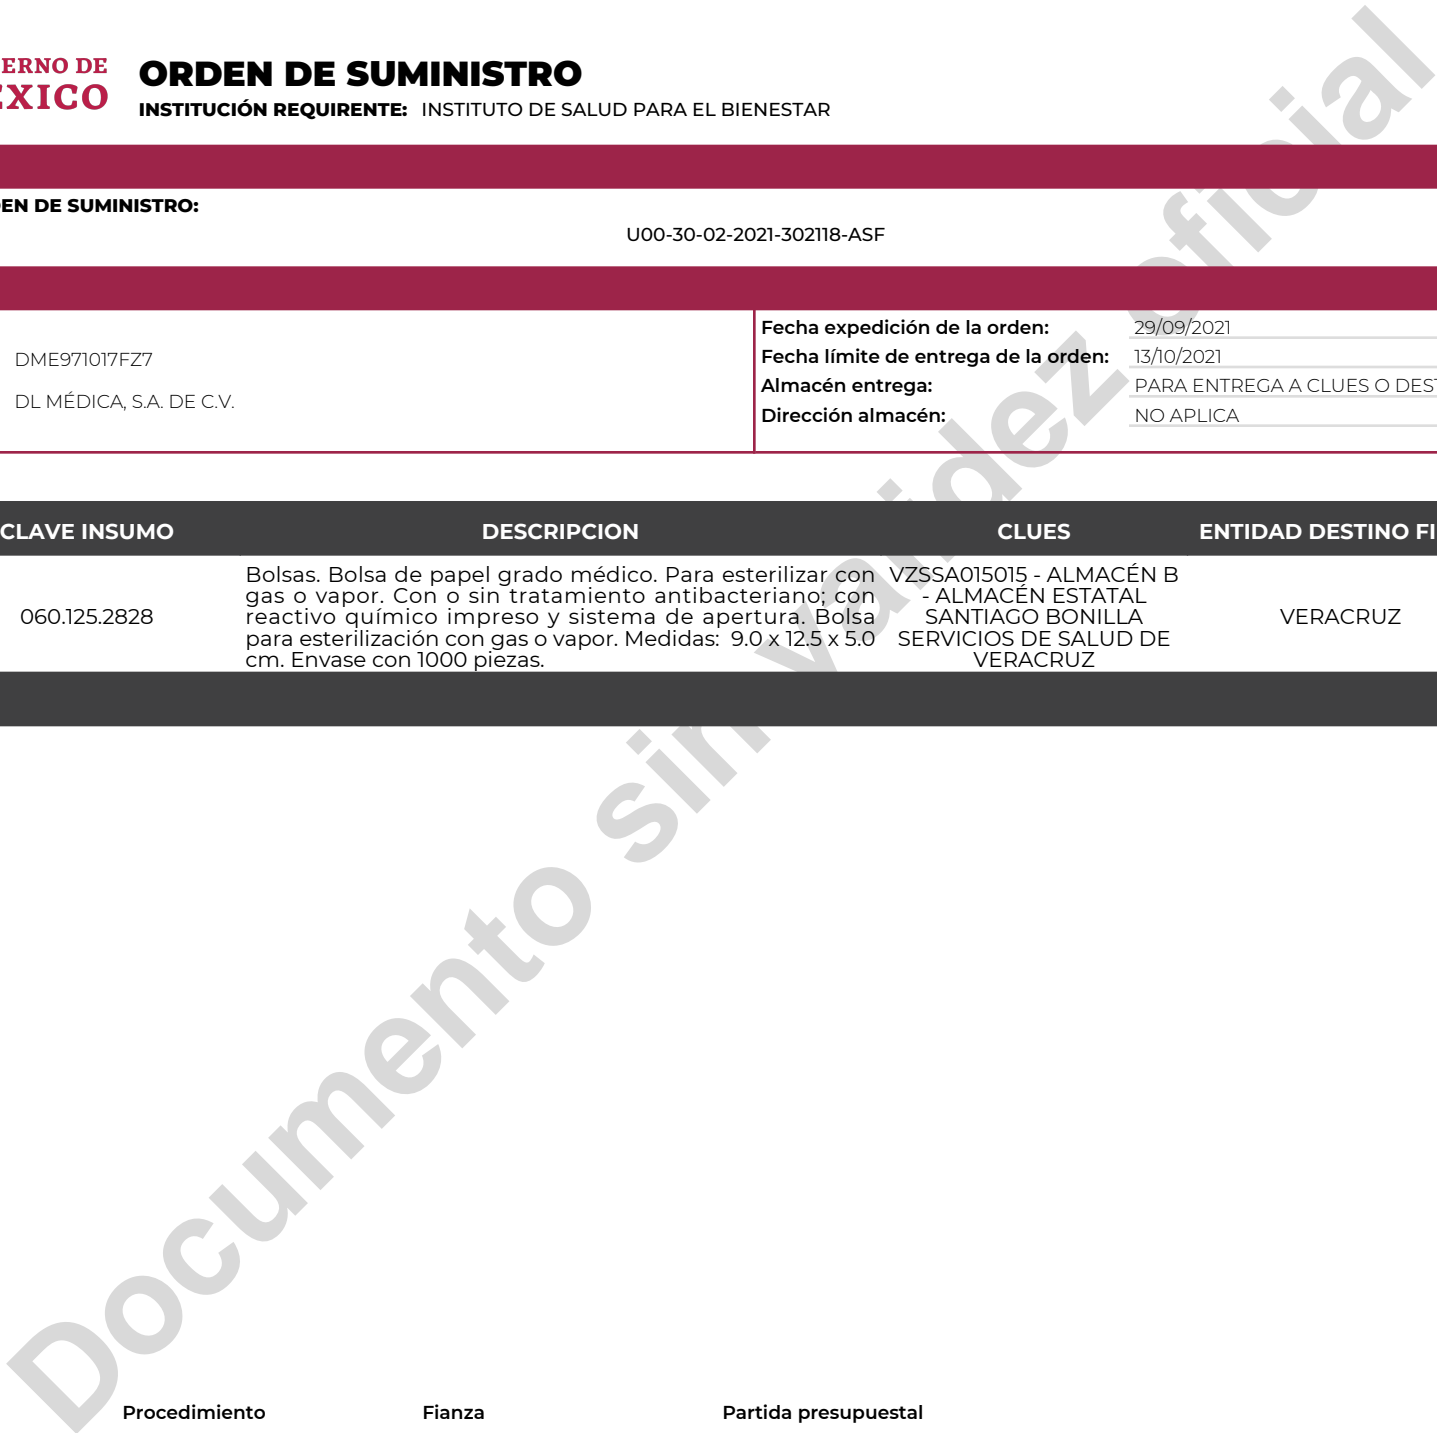 ERNO DE
EXICO
ORDEN DE SUMINISTRO
INSTITUCIÓN REQUIRENTE: INSTITUTO DE SALUD PARA EL BIENESTAR
EN DE SUMINISTRO:
U00-30-02-2021-302118-ASF
DME971017FZ7
DL MÉDICA, S.A. DE C.V.
Fecha expedición de la orden: 29/09/2021
Fecha límite de entrega de la orden: 13/10/2021
Almacén entrega: PARA ENTREGA A CLUES O DEST
Dirección almacén: NO APLICA
CLAVE INSUMO DESCRIPCION CLUES ENTIDAD DESTINO FI
060.125.2828
Bolsas. Bolsa de papel grado médico. Para esterilizar con
gas o vapor. Con o sin tratamiento antibacteriano; con
reactivo químico impreso y sistema de apertura. Bolsa
para esterilización con gas o vapor. Medidas: 9.0 x 12.5 x 5.0
cm. Envase con 1000 piezas.
VZSSA015015 - ALMACÉN B
- ALMACÉN ESTATAL
SANTIAGO BONILLA
SERVICIOS DE SALUD DE
VERACRUZ
VERACRUZ
Documento sin validez oficial
Procedimiento Fianza Partida presupuestal